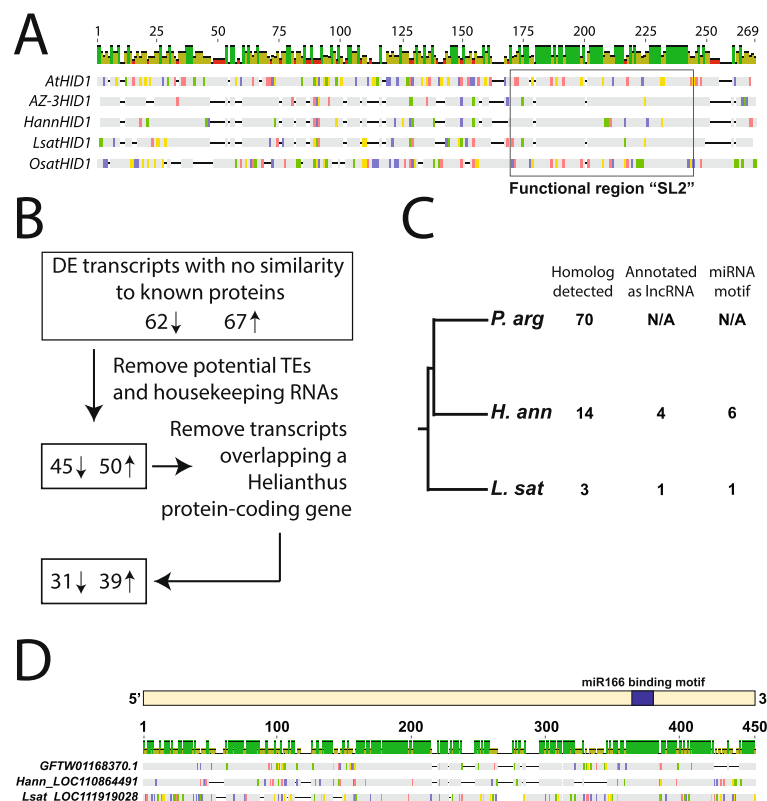 A
1 25 50 75 100 125 150 175 200 225 250 269
AtHID1
AZ-3HID1
HannHID1
LsatHID1
OsatHID1
Functional region “SL2”
B
DE transcripts with no similarity
to known proteins
62↓ 67↑
Remove potential TEs
and housekeeping RNAs
45↓ 50↑
Remove transcripts
overlapping a
Helianthus
protein-coding gene
31↓ 39↑
C
Homolog detected
Annotated as lncRNA
miRNA motif
P. arg 70 N/A N/A
H. ann 14 4 6
L. sat 3 1 1
D
miR166 binding motif
5’ 3
1 100 200 300 400 450
GFTW01168370.1
Hann_LOC110864491
Lsat_LOC111919028